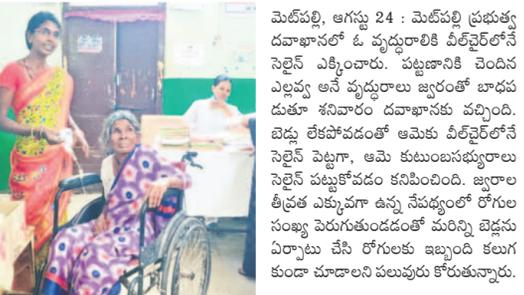 మెట్‌పల్లి, ఆగస్టు 24 : మెట్‌పల్లి ప్రభుత్వ
దవాఖానలో ఓ వృద్ధురాలికి వీల్‌చైర్‌లోనే
సెలైన్ ఎక్కించారు. పట్టణానికి చెందిన
ఎల్లవ్వ అనే వృద్ధురాలు జ్వరంతో బాధప
డుతూ శనివారం దవాఖానకు వచ్చింది.
బెడ్లు లేకపోవడంతో ఆమెకు వీల్‌చైర్‌లోనే
సెలైన్ పెట్టగా, ఆమె కుటుంబసభ్యురాలు
సెలైన్ పట్టుకోవడం కనిపించింది. జ్వరాల
తీవ్రత ఎక్కువగా ఉన్న నేపథ్యంలో రోగుల
సంఖ్య పెరుగుతుండడంతో మరిన్ని బెడ్లను
ఏర్పాటు చేసి రోగులకు ఇబ్బంది కలుగ
కుండా చూడాలని పలువురు కోరుతున్నారు.